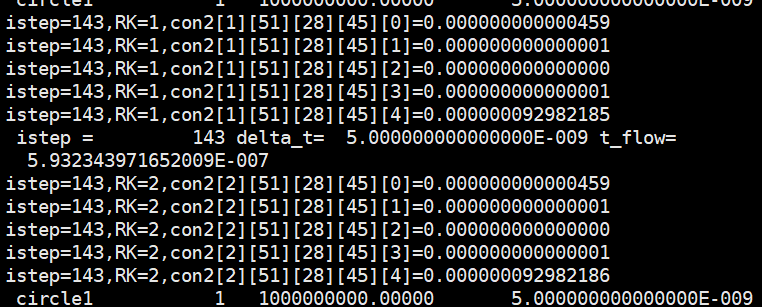 circle1 1 1000000000.00000 5.000000000000000E-009
istep=143,RK=1,con2[1][51][28][45][0]=0.000000000000459
istep=143,RK=1,con2[1][51][28][45][1]=0.000000000000001
istep=143,RK=1,con2[1][51][28][45][2]=0.000000000000000
istep=143,RK=1,con2[1][51][28][45][3]=0.000000000000001
istep=143,RK=1,con2[1][51][28][45][4]=0.000000092982185
istep = 143 delta_t= 5.000000000000000E-009 t_flow=
5.932343971652009E-007
istep=143,RK=2,con2[2][51][28][45][0]=0.000000000000459
istep=143,RK=2,con2[2][51][28][45][1]=0.000000000000001
istep=143,RK=2,con2[2][51][28][45][2]=0.000000000000000
istep=143,RK=2,con2[2][51][28][45][3]=0.000000000000001
istep=143,RK=2,con2[2][51][28][45][4]=0.000000092982186
circle1 1 1000000000.00000 5.000000000000000E-009